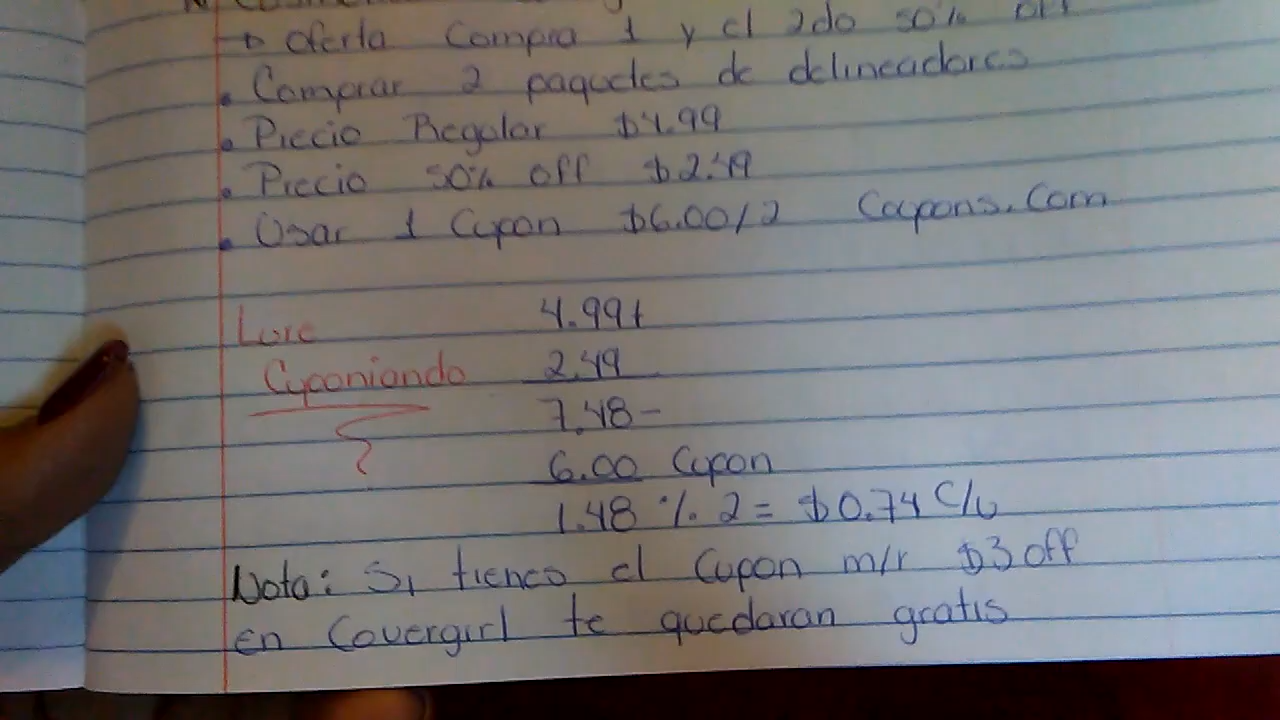 → Oferta Compra 1 y el 2do 50% off
• Comprar 2 paquetes de delineadores
• Precio Regular $4.99
• Precio 50% off $2.49
• Usar 1 Cupon $6.00/2 Coupons.Com
Lore 4.99+
Cuponiando 2.49
7.48-
6.00 Cupon
1.48 % 2 = $0.74 C/u
Nota: Si tienes el Cupon m/r $3 off
en Covergirl te quedaran gratis